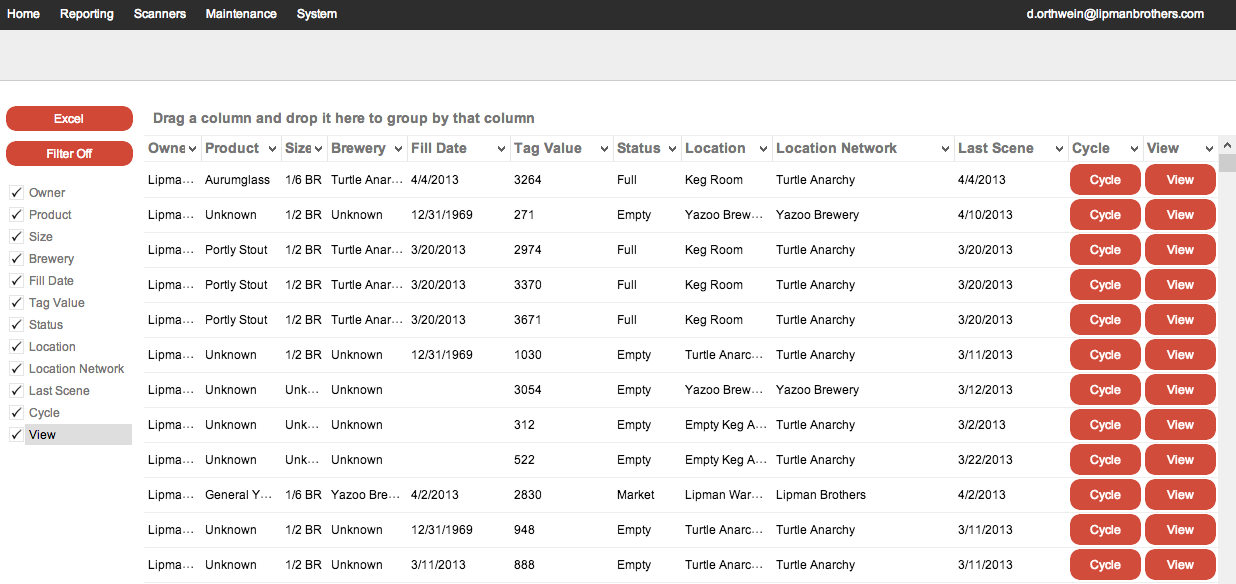 Home Reporting Scanners Maintenance System d.orthwein@lipmanbrothers.com
Excel
Filter Off
Owner
Product
Size
Brewery
Fill Date
Tag Value
Status
Location
Location Network
Last Scene
Cycle
View
Drag a column and drop it here to group by that column
Owne Product Size Brewery Fill Date Tag Value Status Location Location Network Last Scene Cycle View
Lipma... Aurumglass 1/6 BR Turtle Anar... 4/4/2013 3264 Full Keg Room Turtle Anarchy 4/4/2013 Cycle View
Lipma... Unknown 1/2 BR Unknown 12/31/1969 271 Empty Yazoo Brew... Yazoo Brewery 4/10/2013 Cycle View
Lipma... Portly Stout 1/2 BR Turtle Anar... 3/20/2013 2974 Full Keg Room Turtle Anarchy 3/20/2013 Cycle View
Lipma... Portly Stout 1/2 BR Turtle Anar... 3/20/2013 3370 Full Keg Room Turtle Anarchy 3/20/2013 Cycle View
Lipma... Portly Stout 1/2 BR Turtle Anar... 3/20/2013 3671 Full Keg Room Turtle Anarchy 3/20/2013 Cycle View
Lipma... Unknown 1/2 BR Unknown 12/31/1969 1030 Empty Turtle Anarc... Turtle Anarchy 3/11/2013 Cycle View
Lipma... Unknown Unk... Unknown 3054 Empty Yazoo Brew... Yazoo Brewery 3/12/2013 Cycle View
Lipma... Unknown Unk... Unknown 312 Empty Empty Keg A... Turtle Anarchy 3/2/2013 Cycle View
Lipma... Unknown Unk... Unknown 522 Empty Empty Keg A... Turtle Anarchy 3/22/2013 Cycle View
Lipma... General Y... 1/6 BR Yazoo Bre... 4/2/2013 2830 Market Lipman War... Lipman Brothers 4/2/2013 Cycle View
Lipma... Unknown 1/2 BR Unknown 12/31/1969 948 Empty Turtle Anarc... Turtle Anarchy 3/11/2013 Cycle View
Lipma... Unknown 1/2 BR Unknown 3/11/2013 888 Empty Turtle Anarc... Turtle Anarchy 3/11/2013 Cycle View